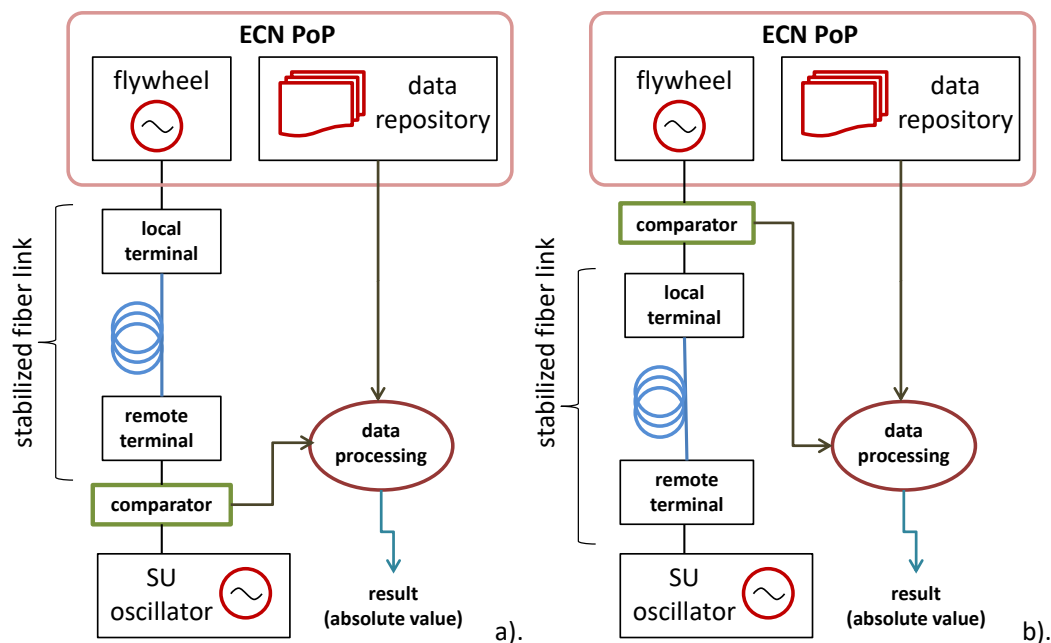 ECN PoP
flywheel
data
repository
local
terminal
stabilized fiber link
remote
terminal
data
processing
comparator
SU
oscillator
result
(absolute value)
a).
ECN PoP
flywheel
data
repository
comparator
local
terminal
stabilized fiber link
data
processing
remote
terminal
SU
oscillator
result
(absolute value)
b).